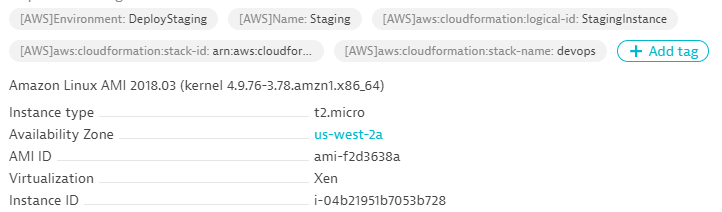 [AWS]Environment: DeployStaging [AWS]Name: Staging [AWS]aws:cloudformation:logical-id: StagingInstance
[AWS]aws:cloudformation:stack-id: arn:aws:cloudfor... [AWS]aws:cloudformation:stack-name: devops + Add tag
Amazon Linux AMI 2018.03 (kernel 4.9.76-3.78.amzn1.x86_64)
Instance type t2.micro
Availability Zone us-west-2a
AMI ID ami-f2d3638a
Virtualization Xen
Instance ID i-04b21951b7053b728